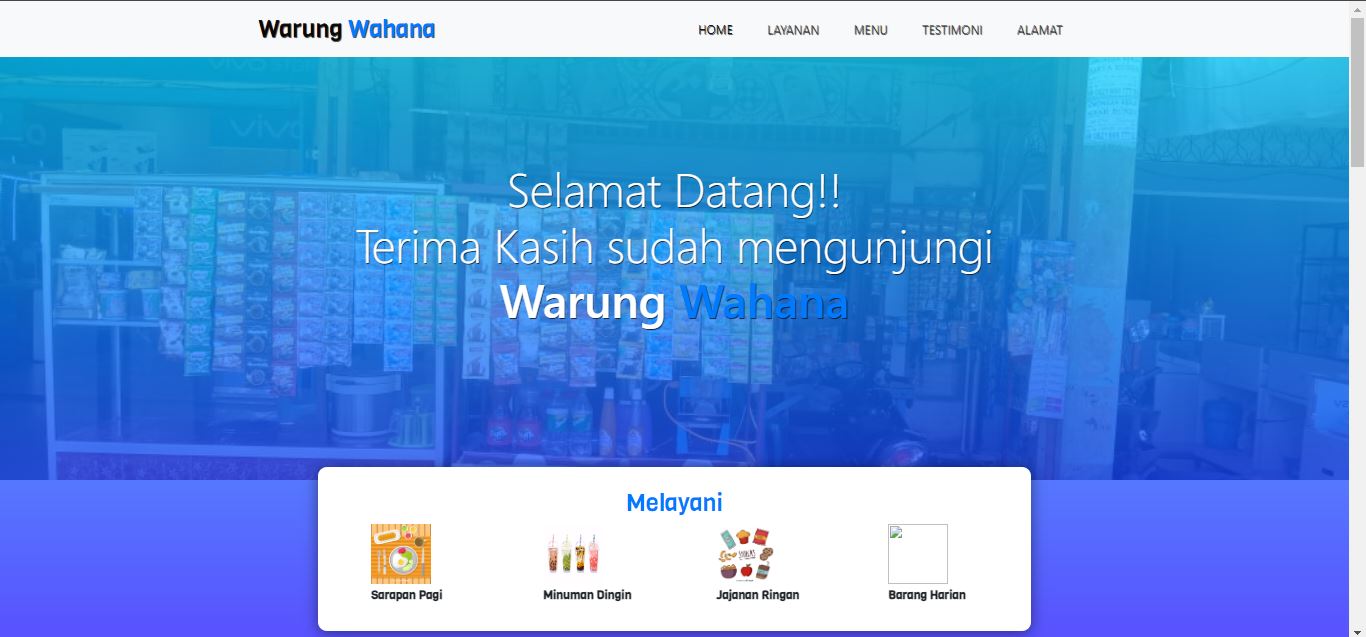 Warung Wahana
HOME LAYANAN MENU TESTIMONI ALAMAT
vivo
Selamat Datang!!
Terima Kasih sudah mengunjungi
Warung Wahana
Melayani
Sarapan Pagi
Minuman Dingin
Jajanan Ringan
Barang Harian